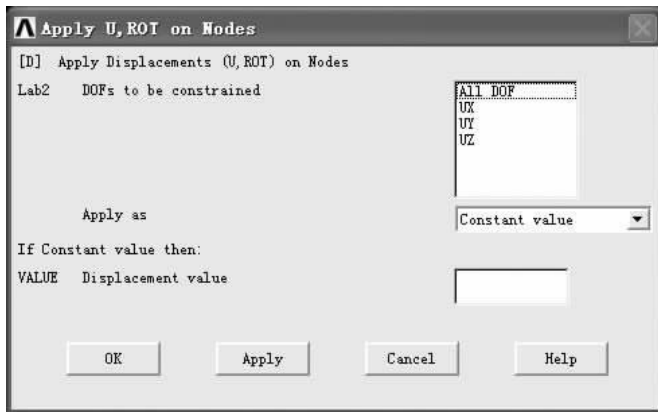 Apply U,ROT on Nodes
[D] Apply Displacements (U,ROT) on Nodes
Lab2 DOFs to be constrained
All DOF
UX
UY
UZ
Apply as
Constant value
If Constant value then:
VALUE Displacement value
OK Apply Cancel Help